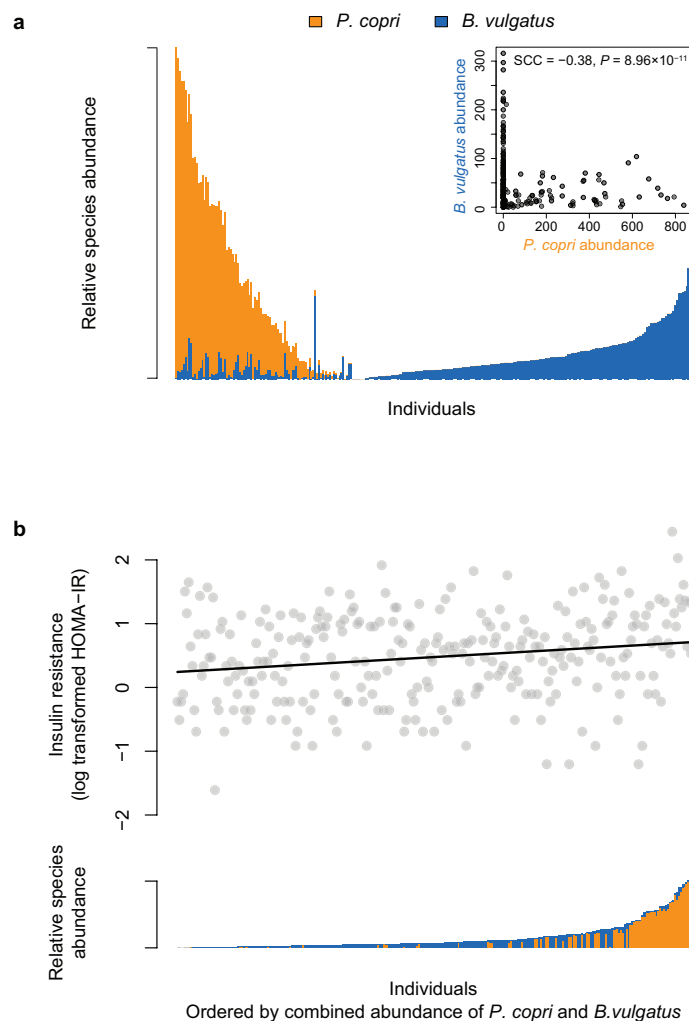 a
P. copri B. vulgatus
Relative species abundance
Individuals
SCC = −0.38, P = 8.96×10⁻¹¹
B. vulgatus abundance
300
200
100
0
0 200 400 600 800
P. copri abundance
b
Insulin resistance
(log transformed HOMA−IR)
2
1
0
−1
−2
Relative species
abundance
Individuals
Ordered by combined abundance of P. copri and B.vulgatus